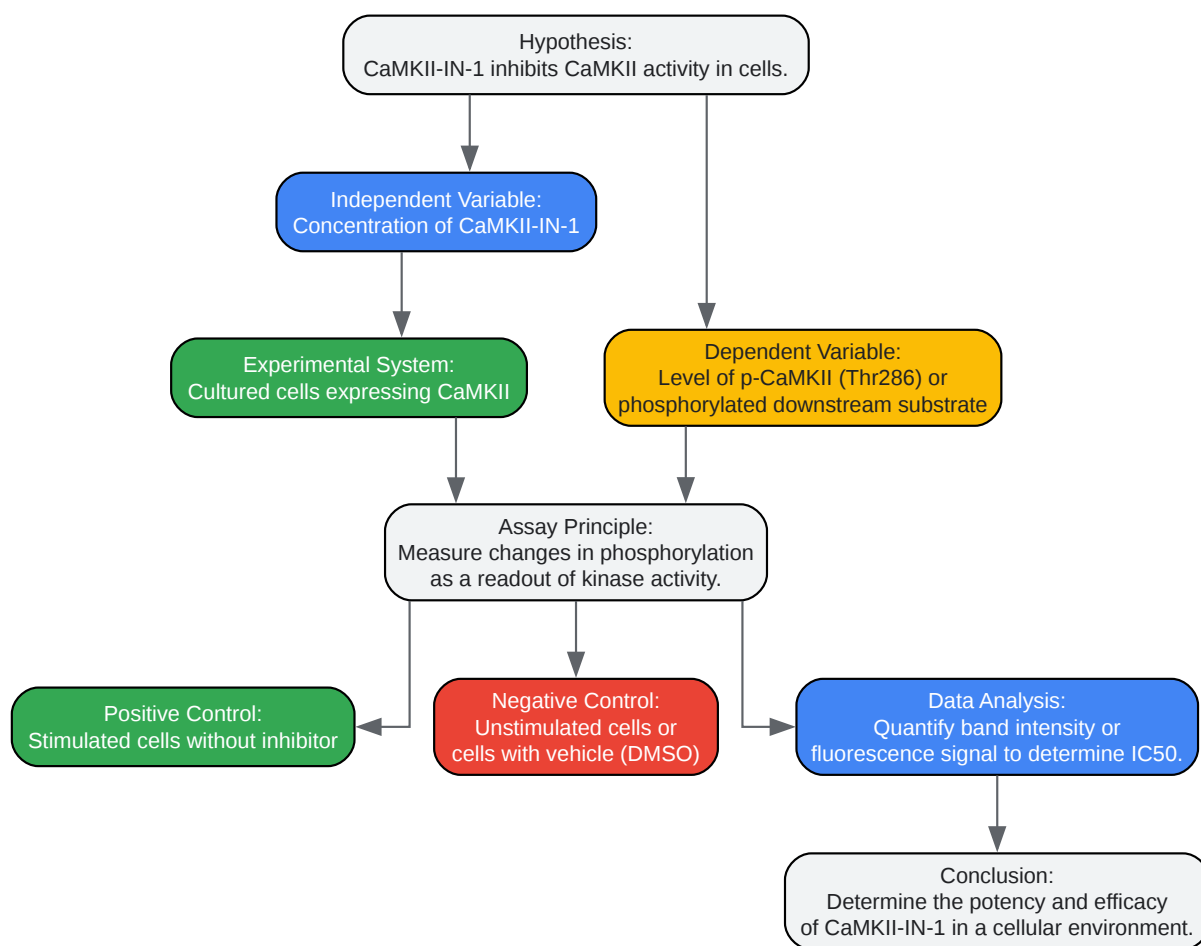 Hypothesis:
CaMKII-IN-1 inhibits CaMKII activity in cells.
Independent Variable:
Concentration of CaMKII-IN-1
Experimental System:
Cultured cells expressing CaMKII
Dependent Variable:
Level of p-CaMKII (Thr286) or
phosphorylated downstream substrate
Assay Principle:
Measure changes in phosphorylation
as a readout of kinase activity.
Positive Control:
Stimulated cells without inhibitor
Negative Control:
Unstimulated cells or
cells with vehicle (DMSO)
Data Analysis:
Quantify band intensity or
fluorescence signal to determine IC50.
Conclusion:
Determine the potency and efficacy
of CaMKII-IN-1 in a cellular environment.